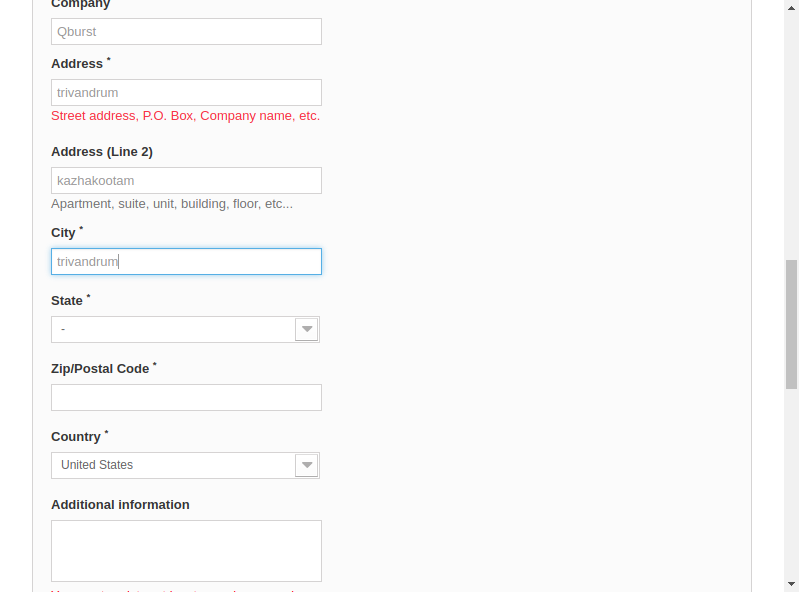 Company
Qburst
Address *
trivandrum
Street address, P.O. Box, Company name, etc.
Address (Line 2)
kazhakootam
Apartment, suite, unit, building, floor, etc...
City *
trivandrum
State *
-
Zip/Postal Code *
Country *
United States
Additional information